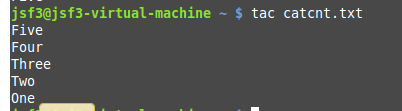 jsf3@jsf3-virtual-machine ~ $ tac catcnt.txt
Five
Four
Three
Two
One